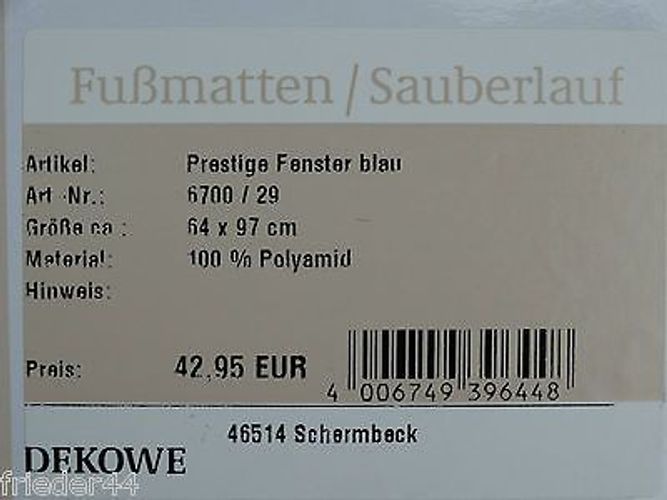 Fußmatten / Sauberlauf
Artikel: Prestige Fenster blau
Art.-Nr.: 6700 / 29
Größe ca.: 64 x 97 cm
Material: 100 % Polyamid
Hinweis:
Preis: 42,95 EUR
4 006749 396448
46514 Schermbeck
DEKOWE
frieder44